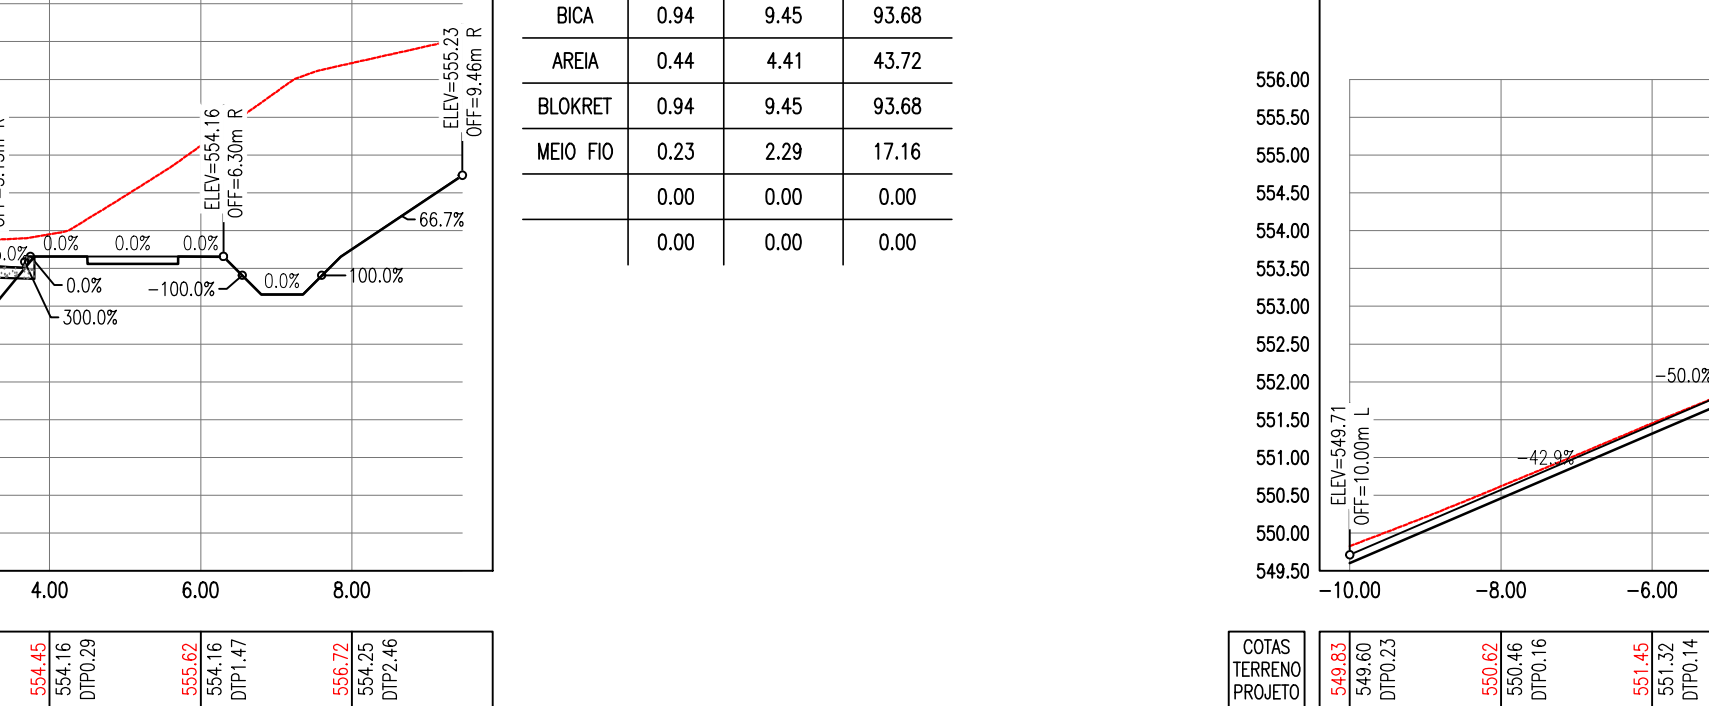 BICA 0.94 9.45 93.68
AREIA 0.44 4.41 43.72
BLOKRET 0.94 9.45 93.68
MEIO FIO 0.23 2.29 17.16
0.00 0.00 0.00
0.00 0.00 0.00
ELEV=555.23
OFF=9.46m R
ELEV=554.16
OFF=6.30m R
66.7%
0.0% 0.0% 0.0%
0.0%
-100.0%
100.0%
0.0%
300.0%
4.00 6.00 8.00
554.45
554.16
DTP0.29
555.62
554.16
DTP1.47
556.72
554.25
DTP2.46
556.00
555.50
555.00
554.50
554.00
553.50
553.00
552.50
552.00
551.50
551.00
550.50
550.00
549.50
-50.0%
-42.9%
ELEV=549.71
OFF=10.00m L
-10.00 -8.00 -6.00
COTAS
TERRENO
PROJETO
549.83
549.60
DTP0.23
550.62
550.46
DTP0.16
551.45
551.32
DTP0.14